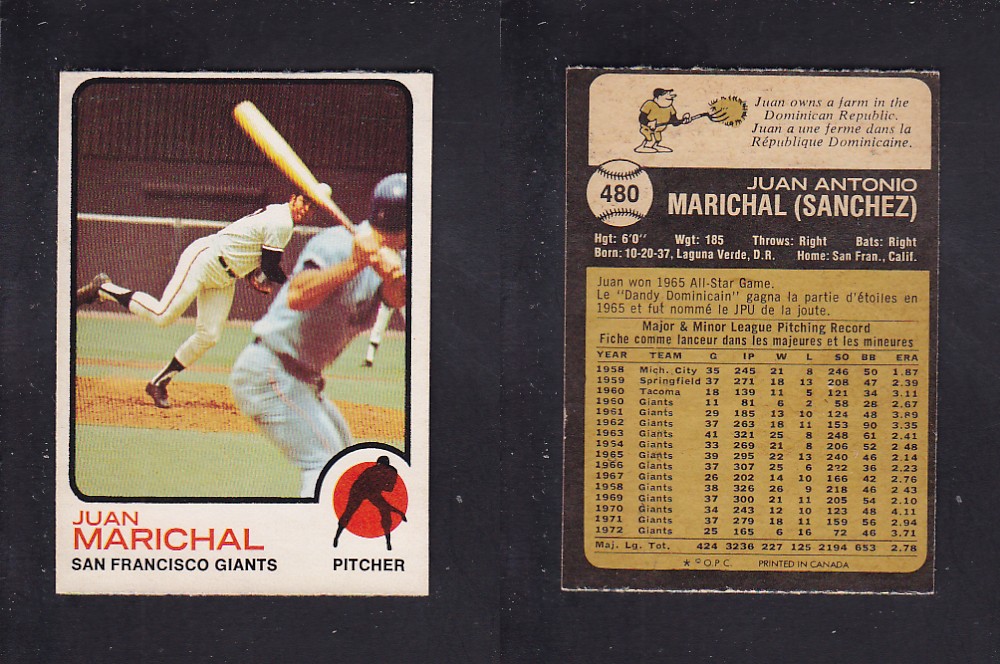 JUAN
MARICHAL
SAN FRANCISCO GIANTS
PITCHER
Juan owns a farm in the
Dominican Republic.
Juan a une ferme dans la
République Dominicaine.
480
JUAN ANTONIO
MARICHAL (SANCHEZ)
Hgt: 6'0" Wgt: 185 Throws: Right Bats: Right
Born: 10-20-37, Laguna Verde, D.R. Home: San Fran., Calif.
Juan won 1965 All-Star Game.
Le "Dandy Dominicain" gagna la partie d'étoiles en
1965 et fut nommé le JPU de la joute.
Major & Minor League Pitching Record
Fiche comme lanceur dans les majeures et les mineures
YEAR TEAM G IP W L SO BB ERA
1958 Mich. City 35 245 21 8 246 50 1.87
1959 Springfield 37 271 18 13 208 47 2.39
1960 Tacoma 18 139 11 5 121 34 3.11
1960 Giants 11 81 6 2 58 28 2.67
1961 Giants 29 185 13 10 124 48 3.89
1962 Giants 37 263 18 11 153 90 3.35
1963 Giants 41 321 25 8 248 61 2.41
1964 Giants 33 269 21 8 206 52 2.48
1965 Giants 39 295 22 13 240 46 2.14
1966 Giants 37 307 25 6 222 36 2.23
1967 Giants 26 202 14 10 166 42 2.76
1968 Giants 38 326 26 9 218 46 2.43
1969 Giants 37 300 21 11 205 54 2.10
1970 Giants 34 243 12 10 123 48 4.11
1971 Giants 37 279 18 11 159 56 2.94
1972 Giants 25 165 6 16 72 46 3.71
Maj. Lg. Tot. 424 3236 227 125 2194 653 2.78
* © O.P.C. PRINTED IN CANADA